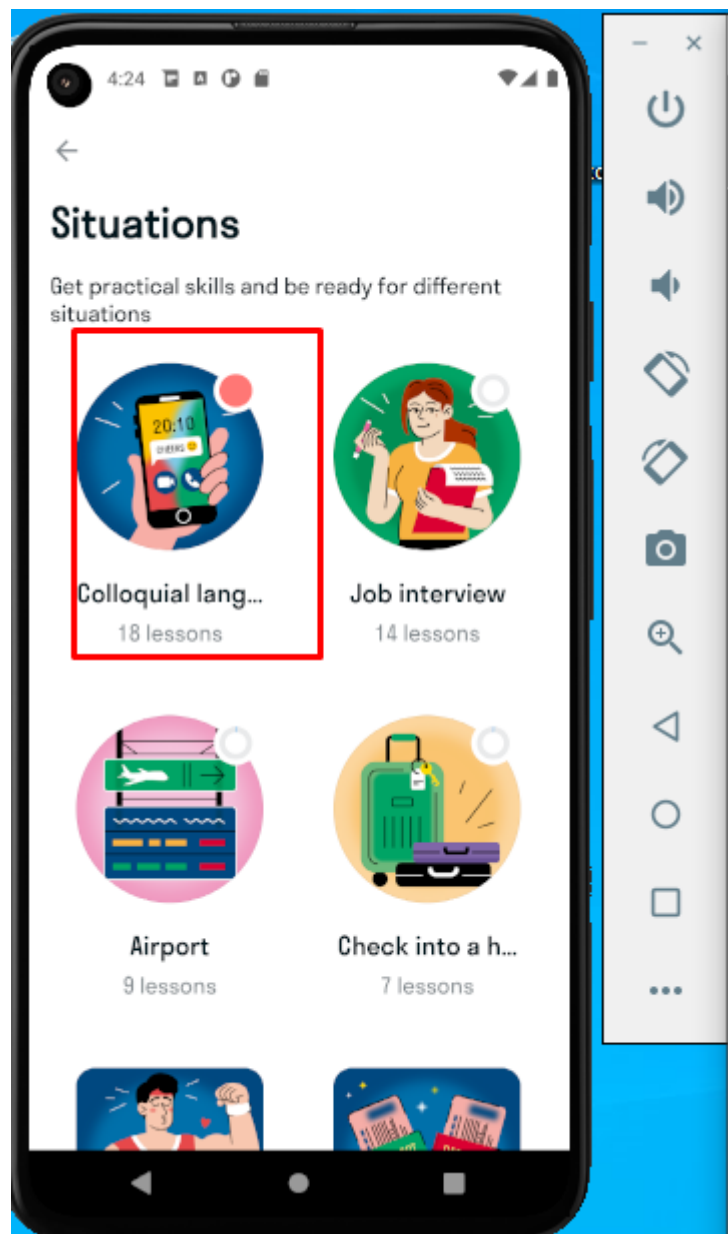 4:24
Situations
Get practical skills and be ready for different
situations
20:10
CHEERS
Colloquial lang...
18 lessons
Job interview
14 lessons
Airport
9 lessons
Check into a h...
7 lessons